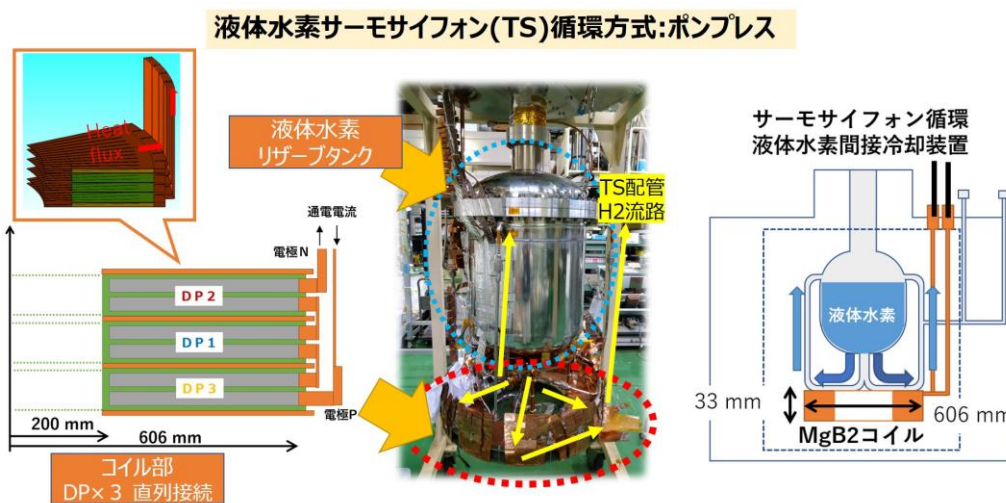 液体水素サーモサイフォン(TS)循環方式:ポンプレス
Heat
flux
液体水素
リザーブタンク
TS配管
H2流路
サーモサイフォン循環
液体水素間接冷却装置
通電電流
電極N
DP2
DP1
DP3
電極P
200 mm
606 mm
コイル部
DP×3 直列接続
液体水素
33 mm
606 mm
MgB2コイル